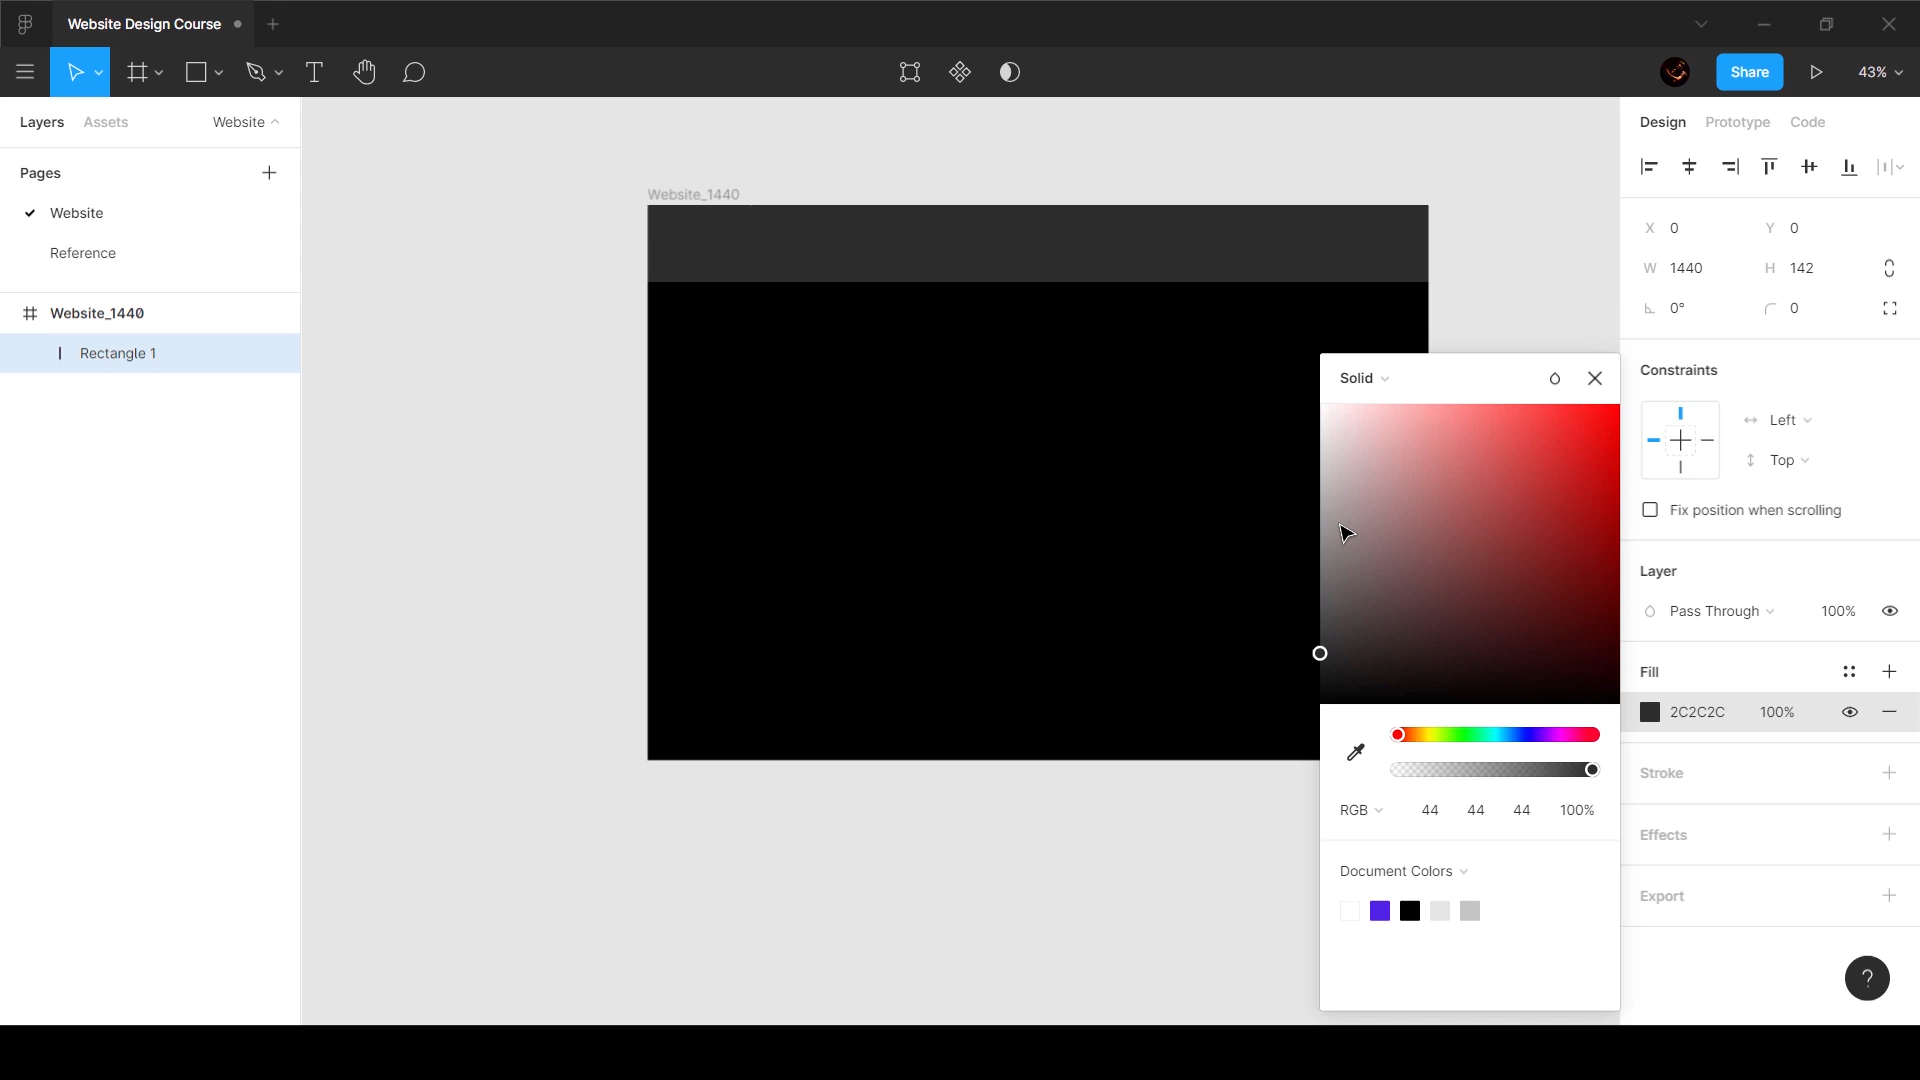 Website Design Course
Share
43%
Layers
Assets
Website
Design
Prototype
Code
Pages
Website
Reference
Website_1440
Rectangle 1
Website_1440
X 0
Y 0
W 1440
H 142
0°
0
Constraints
Left
Top
Fix position when scrolling
Layer
Pass Through
100%
Fill
2C2C2C
100%
Stroke
Effects
Export
Solid
RGB
44
44
44
100%
Document Colors
?